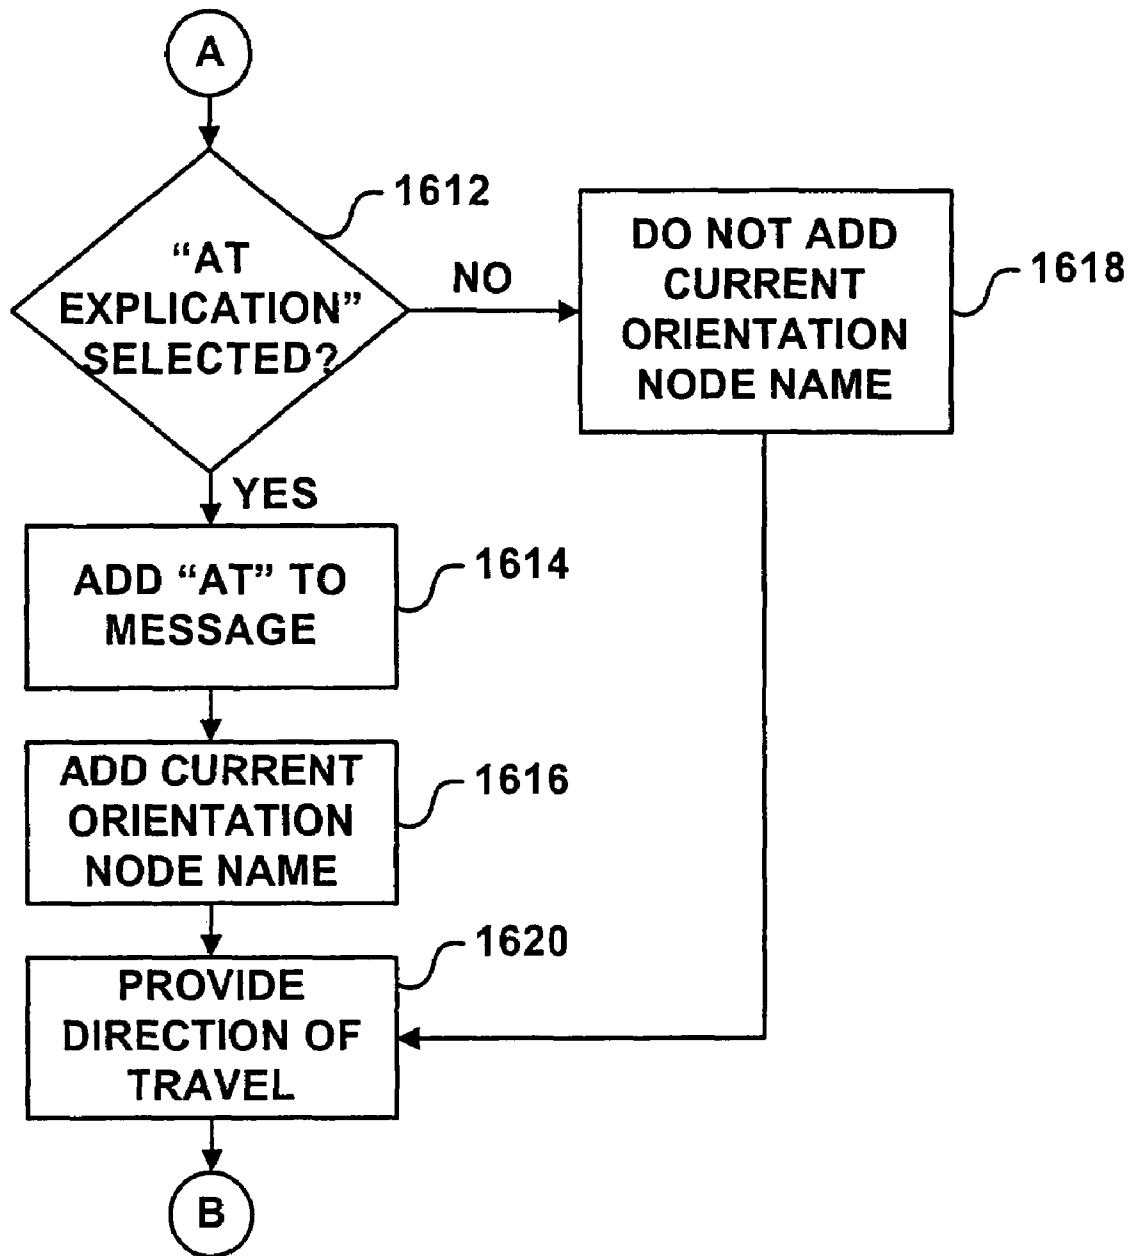 A
1612
“AT
EXPLICATION”
SELECTED?
NO
DO NOT ADD
CURRENT
ORIENTATION
NODE NAME
1618
YES
ADD “AT” TO
MESSAGE
1614
ADD CURRENT
ORIENTATION
NODE NAME
1616
PROVIDE
DIRECTION OF
TRAVEL
1620
B